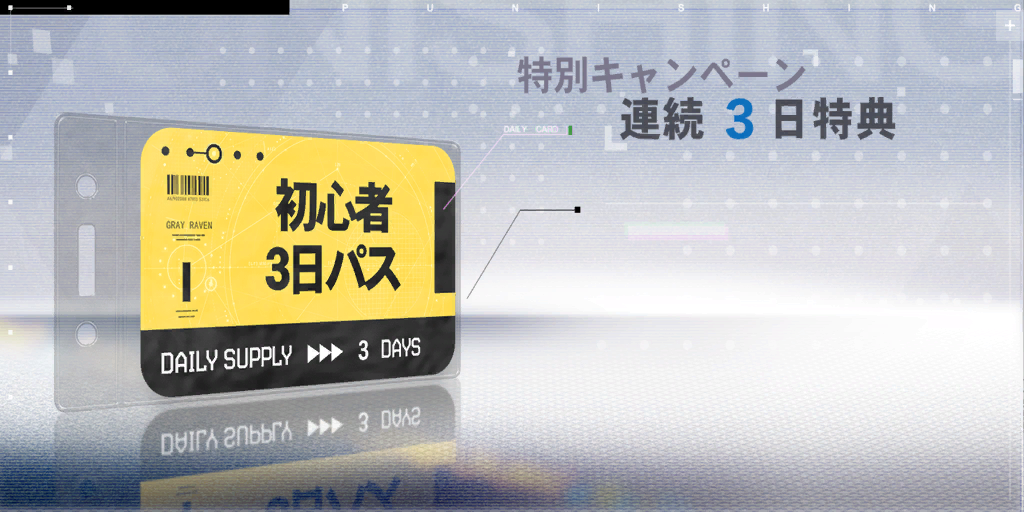 P U N I S H I N G
特別キャンペーン
連続 3 日特典
DAILY CARD
GRAY RAVEN
初心者
3日パス
DAILY SUPPLY 3 DAYS